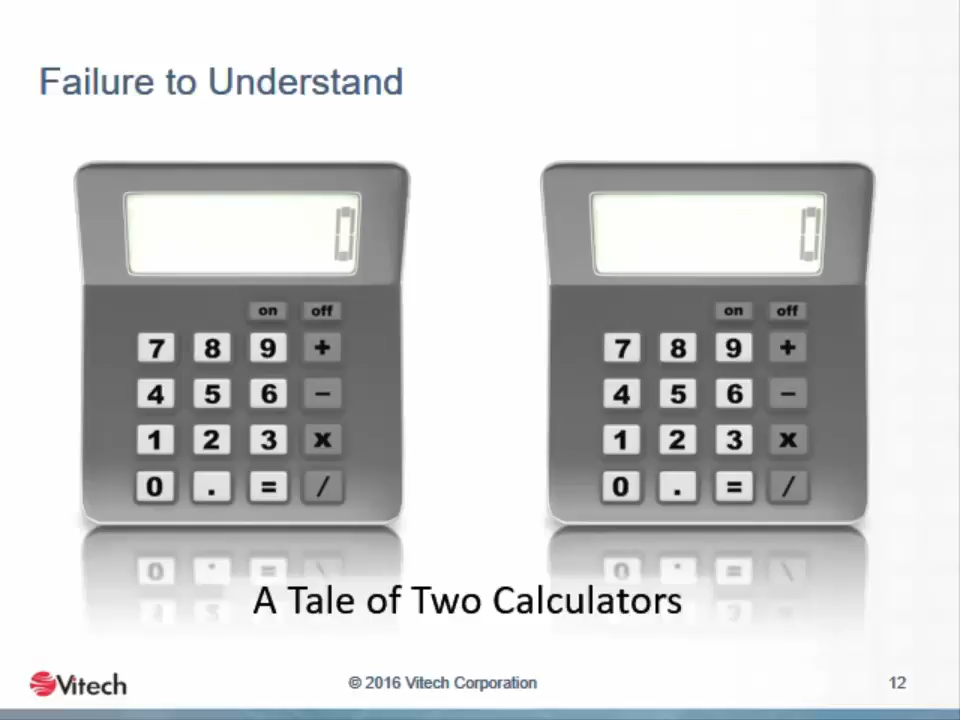 Failure to Understand
0 0
on off on off
7 8 9 + 7 8 9 +
4 5 6 – 4 5 6 –
1 2 3 x 1 2 3 x
0 . = / 0 . = /
A Tale of Two Calculators
Vitech © 2016 Vitech Corporation 12